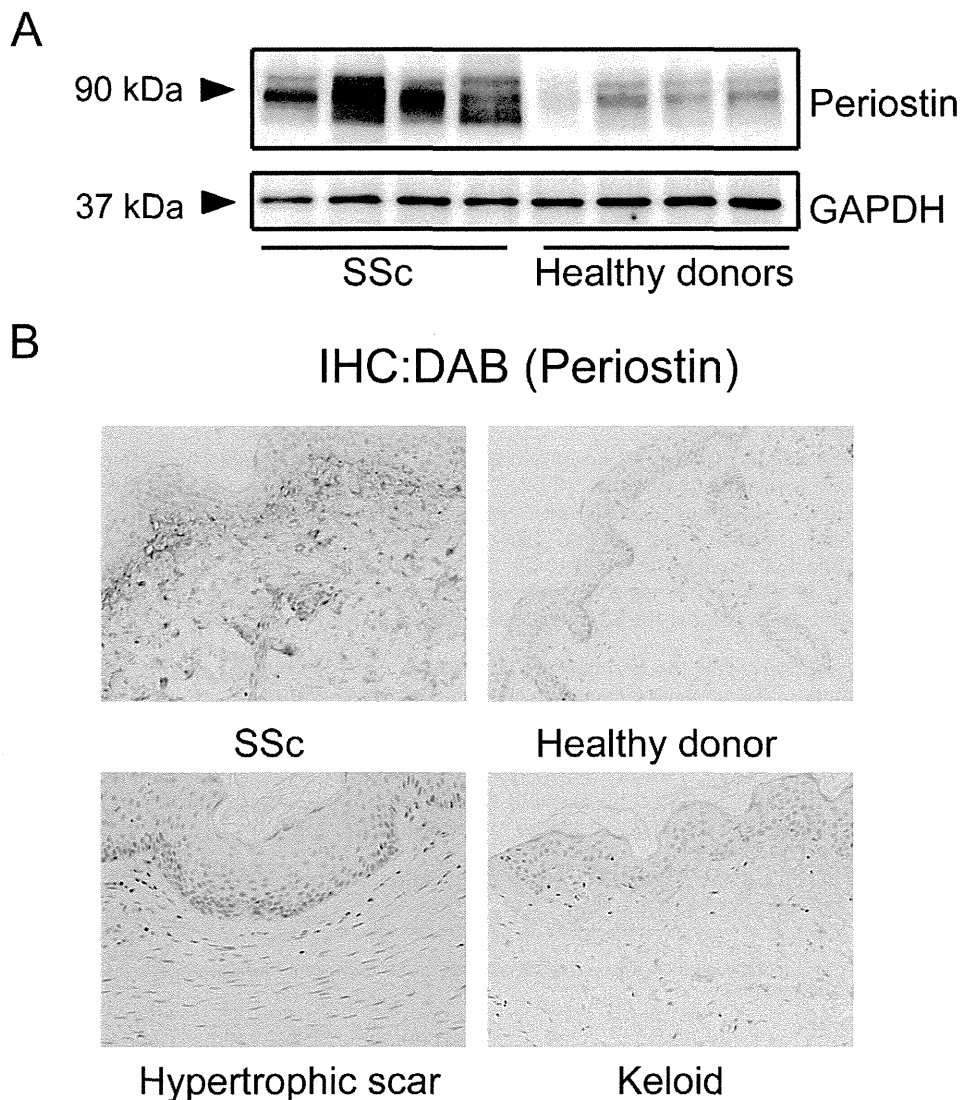 A
90 kDa
Periostin
37 kDa
GAPDH
SSc
Healthy donors
B
IHC:DAB (Periostin)
SSc
Healthy donor
Hypertrophic scar
Keloid